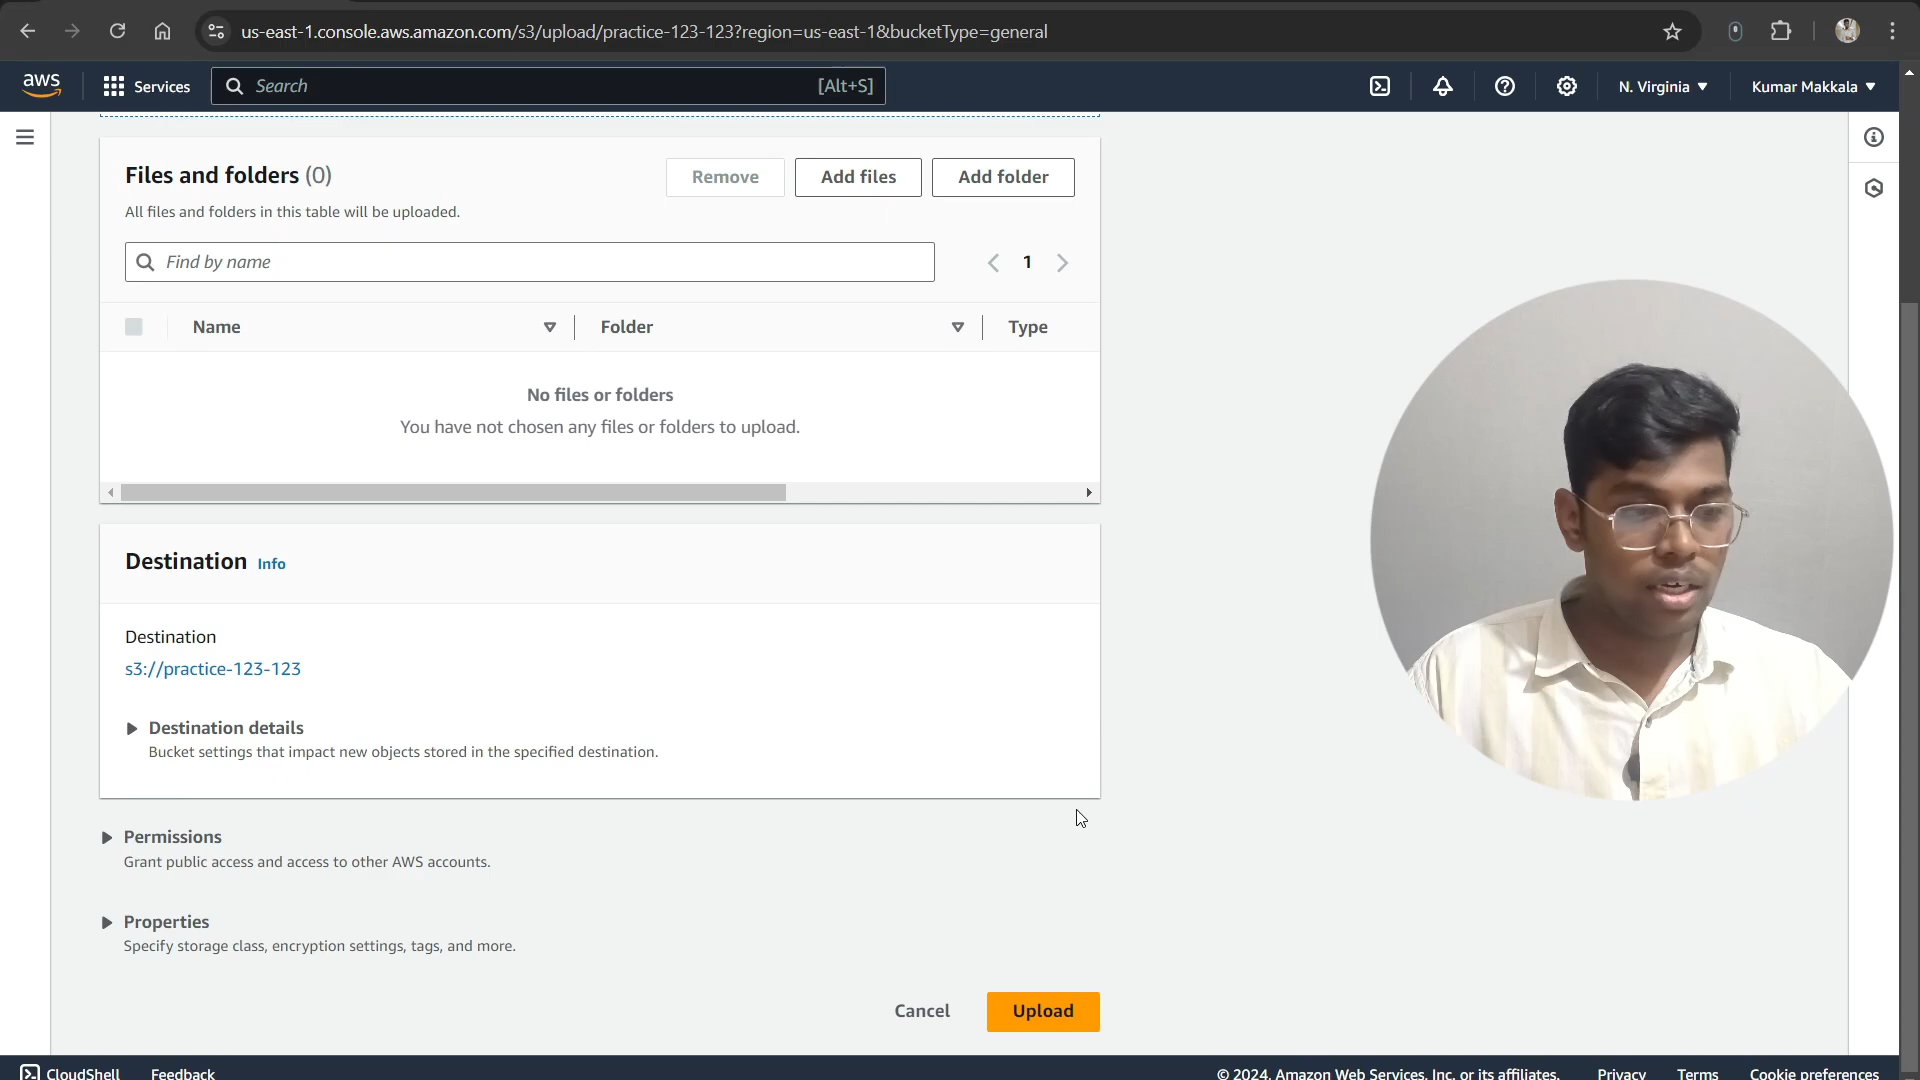 us-east-1.console.aws.amazon.com/s3/upload/practice-123-123?region=us-east-1&bucketType=general
aws Services Search [Alt+S] N. Virginia Kumar Makkala
Files and folders (0) Remove Add files Add folder
All files and folders in this table will be uploaded.
Find by name 1
Name Folder Type
No files or folders
You have not chosen any files or folders to upload.
Destination Info
Destination
s3://practice-123-123
Destination details
Bucket settings that impact new objects stored in the specified destination.
Permissions
Grant public access and access to other AWS accounts.
Properties
Specify storage class, encryption settings, tags, and more.
Cancel Upload
CloudShell Feedback © 2024, Amazon Web Services, Inc. or its affiliates. Privacy Terms Cookie preferences